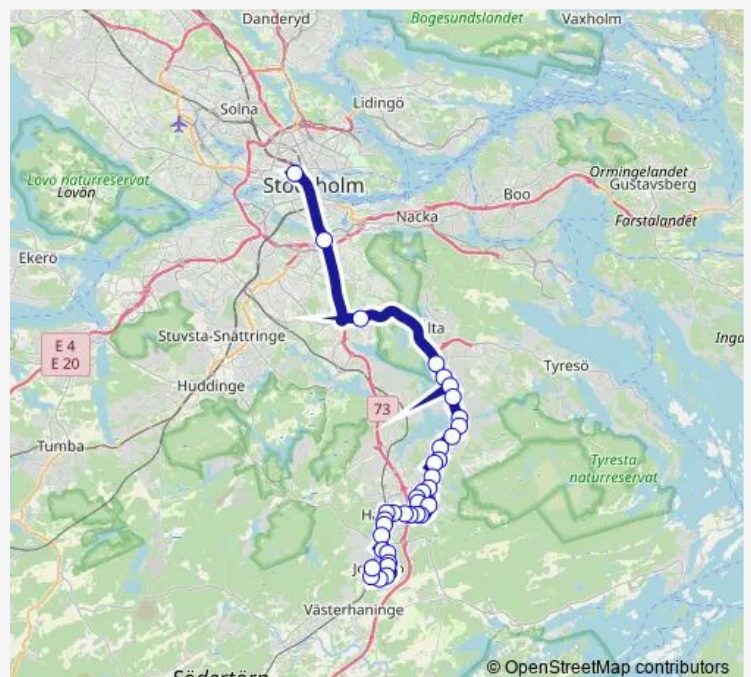 Danderyd
Bogesundslandet
Vaxholm
Solna
Lidingö
Lovö naturreservat
Lovön
Ormingelandet
Gustavsberg
Boo
Nacka
Farstalandet
Ekerö
Stuvsta-Snättringe
E 4
E 20
Tyresö
Huddinge
73
Tumba
Tyresta
naturreservat
Västerhaninge
© OpenStreetMap contributors